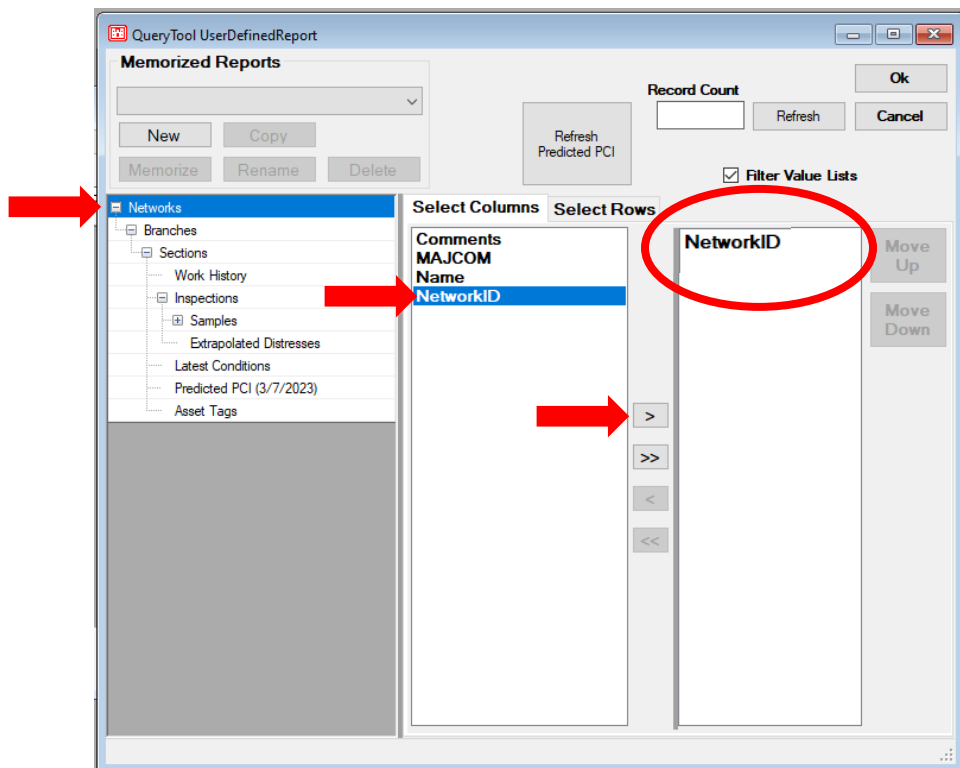 QueryTool UserDefinedReport
Memorized Reports
New
Copy
Memorize
Rename
Delete
Refresh
Predicted PCI
Record Count
Refresh
Ok
Cancel
Filter Value Lists
Networks
Branches
Sections
Work History
Inspections
Samples
Extrapolated Distresses
Latest Conditions
Predicted PCI (3/7/2023)
Asset Tags
Select Columns
Select Rows
Comments
MAJCOM
Name
NetworkID
>
>>
<
<<
NetworkID
Move
Up
Move
Down